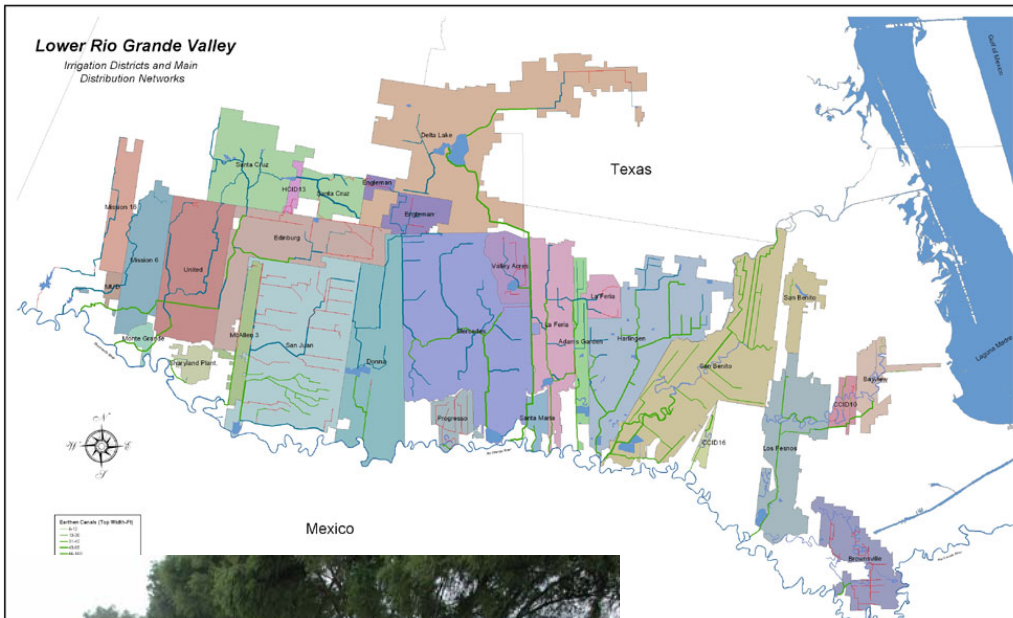 Lower Rio Grande Valley
Irrigation Districts and Main
Distribution Networks
Gulf of Mexico
Delta Lake
Texas
Santa Cruz
HCID13
Santa Cruz
Engleman
Engleman
Mission 16
Edinburg
Mission 6
United
Valley Acres
La Feria
San Benito
Monte Grande
McAllen 3
San Juan
Mercedes
La Feria
Adams Garden
Harlingen
Laguna Madre
Sharyland Plant.
Donna
San Benito
Bayview
CCID10
Progresso
Santa Maria
CCID16
Los Fresnos
N
W
E
S
Mexico
Earthen Canals (Top Width-Ft)
Brownsville